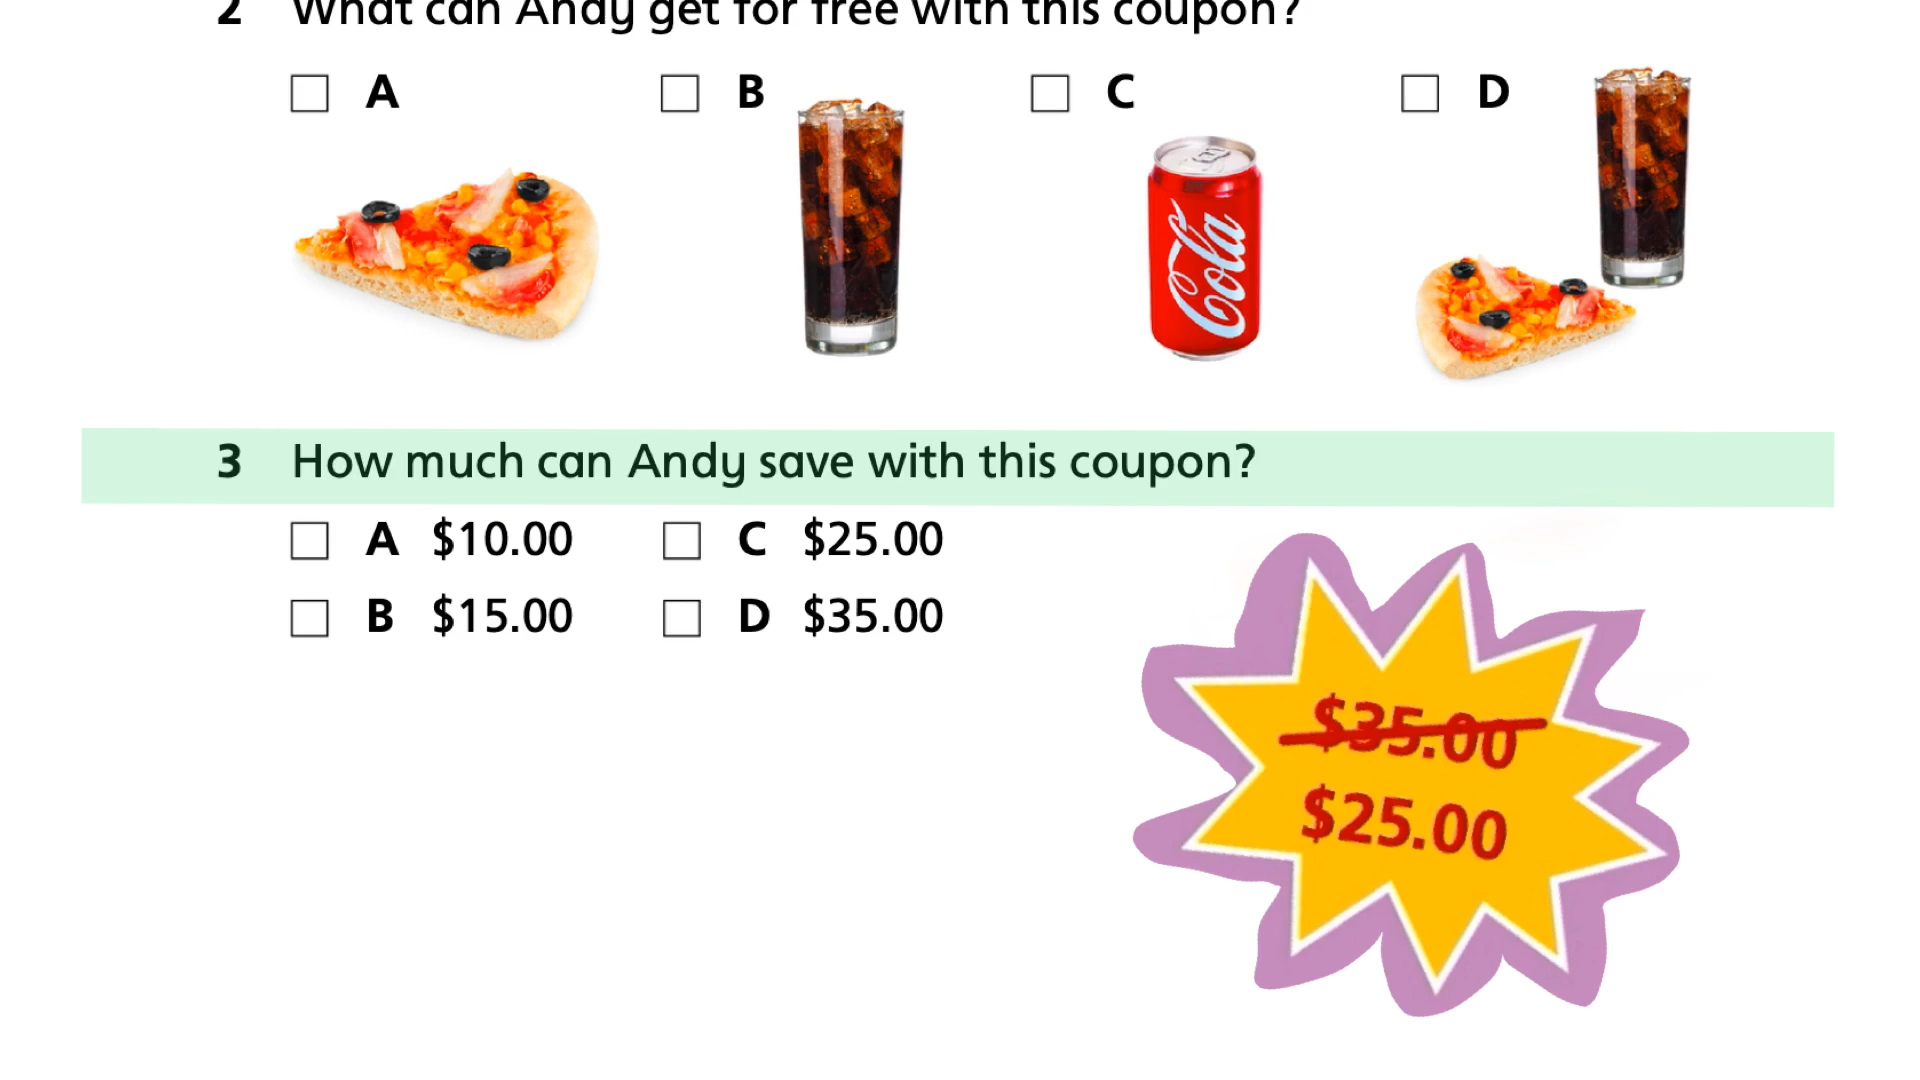 2 What can Andy get for free with this coupon?
A B C D
Cola
3 How much can Andy save with this coupon?
A $10.00 C $25.00
B $15.00 D $35.00
$35.00
$25.00